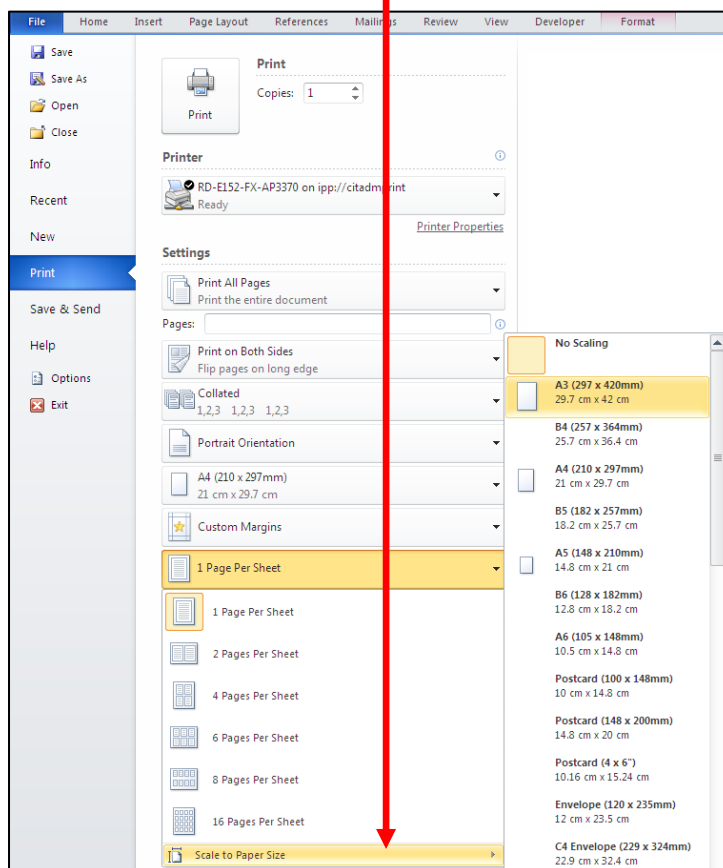 File Home Insert Page Layout References Mailings Review View Developer Format
Save
Save As
Open
Close
Info
Recent
New
Print
Save & Send
Help
Options
Exit
Print
Print
Copies: 1
Printer
RD-E152-FX-AP3370 on ipp://citadmprint
Ready
Printer Properties
Settings
Print All Pages
Print the entire document
Pages:
Print on Both Sides
Flip pages on long edge
Collated
1,2,3 1,2,3 1,2,3
Portrait Orientation
A4 (210 x 297mm)
21 cm x 29.7 cm
Custom Margins
1 Page Per Sheet
1 Page Per Sheet
2 Pages Per Sheet
4 Pages Per Sheet
6 Pages Per Sheet
8 Pages Per Sheet
16 Pages Per Sheet
Scale to Paper Size
No Scaling
A3 (297 x 420mm)
29.7 cm x 42 cm
B4 (257 x 364mm)
25.7 cm x 36.4 cm
A4 (210 x 297mm)
21 cm x 29.7 cm
B5 (182 x 257mm)
18.2 cm x 25.7 cm
A5 (148 x 210mm)
14.8 cm x 21 cm
B6 (128 x 182mm)
12.8 cm x 18.2 cm
A6 (105 x 148mm)
10.5 cm x 14.8 cm
Postcard (100 x 148mm)
10 cm x 14.8 cm
Postcard (148 x 200mm)
14.8 cm x 20 cm
Postcard (4 x 6")
10.16 cm x 15.24 cm
Envelope (120 x 235mm)
12 cm x 23.5 cm
C4 Envelope (229 x 324mm)
22.9 cm x 32.4 cm